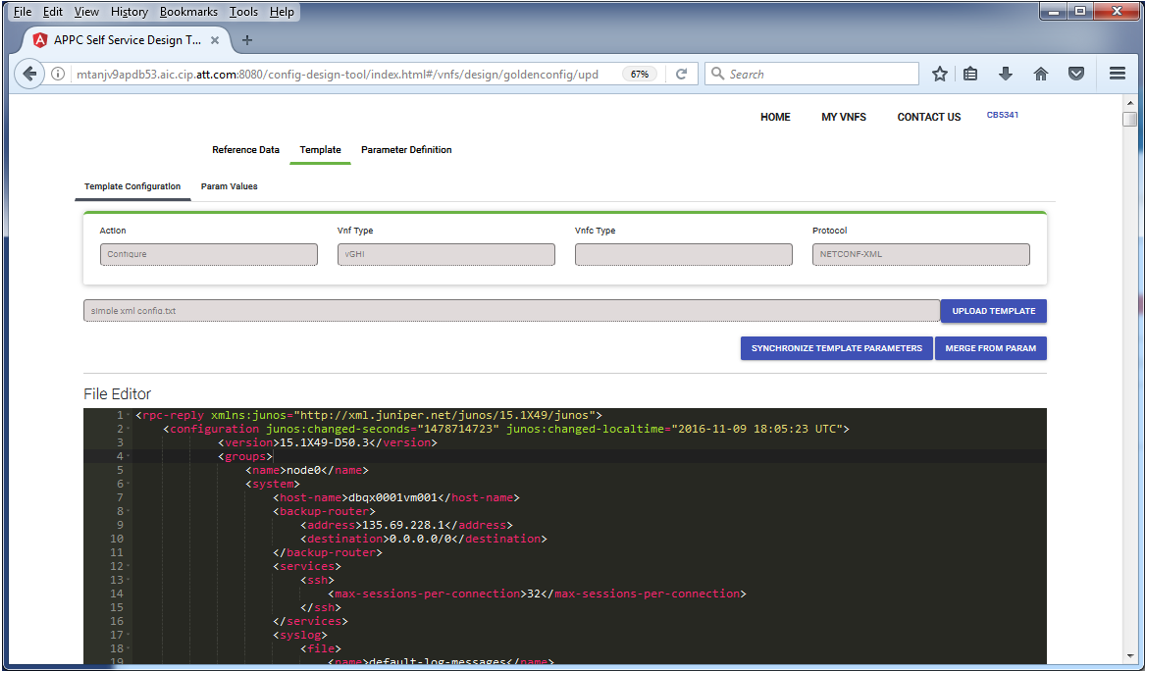 File Edit View History Bookmarks Tools Help
APPC Self Service Design T... × +
mtanjv9apdb53.aic.cip.att.com:8080/config-design-tool/index.html#/vnfs/design/goldenconfig/upd 67% Search
HOME MY VNFS CONTACT US CB5341
Reference Data Template Parameter Definition
Template Configuration Param Values
Action Vnf Type Vnfc Type Protocol
Configure vGHI NETCONF-XML
simple xml config.txt UPLOAD TEMPLATE
SYNCHRONIZE TEMPLATE PARAMETERS MERGE FROM PARAM
File Editor
1 <rpc-reply xmlns:junos="http://xml.juniper.net/junos/15.1X49/junos">
2 <configuration junos:changed-seconds="1478714723" junos:changed-localtime="2016-11-09 18:05:23 UTC">
3 <version>15.1X49-D50.3</version>
4 <groups>
5 <name>node0</name>
6 <system>
7 <host-name>dbqx0001vm001</host-name>
8 <backup-router>
9 <address>135.69.228.1</address>
10 <destination>0.0.0.0/0</destination>
11 </backup-router>
12 <services>
13 <ssh>
14 <max-sessions-per-connection>32</max-sessions-per-connection>
15 </ssh>
16 </services>
17 <syslog>
18 <file>
19 <name>default-log-messages</name>